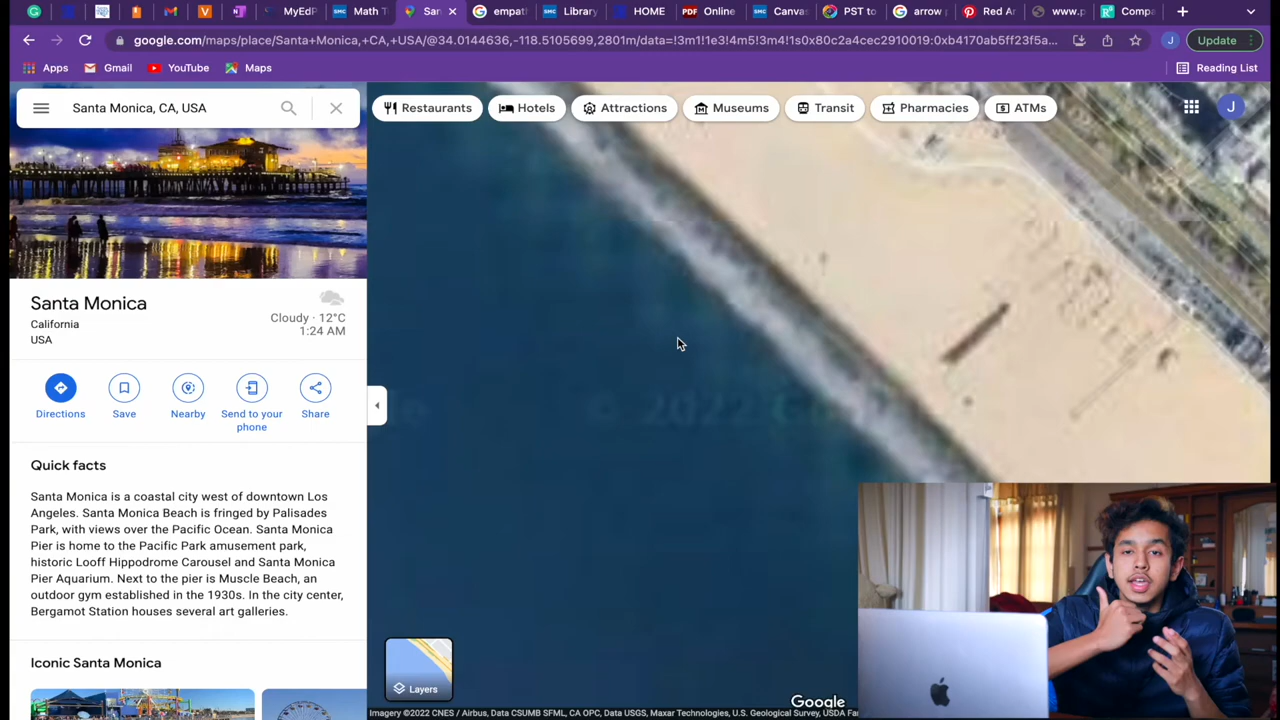 MyEdP
Math T
San
empath
Library
HOME
Online
Canva
PST to
arrow p
Red Ar
www.p
Compa
google.com/maps/place/Santa+Monica,+CA,+USA/@34.0144636,-118.5105699,2801m/data=!3m1!1e3!4m5!3m4!1s0x80c2a4cec2910019:0xb4170ab5ff23f5a...
J
Update
Apps
Gmail
YouTube
Maps
Reading List
Santa Monica, CA, USA
Restaurants
Hotels
Attractions
Museums
Transit
Pharmacies
ATMs
J
Santa Monica
California
USA
Cloudy · 12°C
1:24 AM
Directions
Save
Nearby
Send to your
phone
Share
Quick facts
Santa Monica is a coastal city west of downtown Los
Angeles. Santa Monica Beach is fringed by Palisades
Park, with views over the Pacific Ocean. Santa Monica
Pier is home to the Pacific Park amusement park,
historic Looff Hippodrome Carousel and Santa Monica
Pier Aquarium. Next to the pier is Muscle Beach, an
outdoor gym established in the 1930s. In the city center,
Bergamot Station houses several art galleries.
Iconic Santa Monica
Layers
Google
Imagery ©2022 CNES / Airbus, Data CSUMB SFML, CA OPC, Data USGS, Maxar Technologies, U.S. Geological Survey, USDA Fa